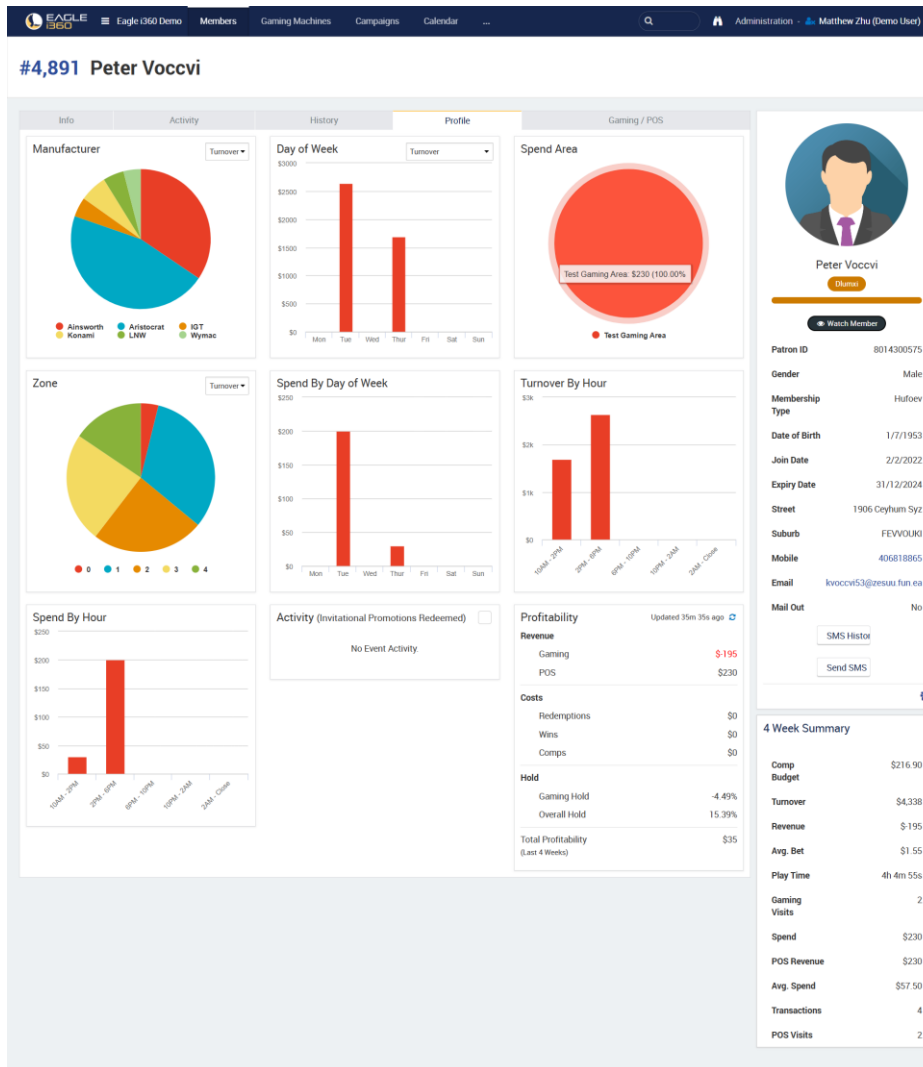 EAGLE i360 Eagle i360 Demo Members Gaming Machines Campaigns Calendar ... Administration - Matthew Zhu (Demo User)
#4,891 Peter Voccvi
Info Activity History Profile Gaming / POS
Manufacturer Turnover
Ainsworth Aristocrat IGT
Konami LNW Wymac
Day of Week Turnover
$3000
$2500
$2000
$1500
$1000
$500
$0
Mon Tue Wed Thur Fri Sat Sun
Spend Area
Test Gaming Area: $230 (100.00%
Test Gaming Area
Zone Turnover
0 1 2 3 4
Spend By Day of Week
$250
$200
$150
$100
$50
$0
Mon Tue Wed Thur Fri Sat Sun
Turnover By Hour
$3k
$2k
$1k
$0
10AM - 2PM 2PM - 6PM 6PM - 10PM 10PM - 2AM 2AM - Close
Spend By Hour
$250
$200
$150
$100
$50
$0
10AM - 2PM 2PM - 6PM 6PM - 10PM 10PM - 2AM 2AM - Close
Activity (Invitational Promotions Redeemed)
No Event Activity.
Profitability Updated 35m 35s ago
Revenue
Gaming $-195
POS $230
Costs
Redemptions $0
Wins $0
Comps $0
Hold
Gaming Hold -4.49%
Overall Hold 15.39%
Total Profitability $35
(Last 4 Weeks)
Peter Voccvi
Dlumxi
Watch Member
Patron ID 8014300575
Gender Male
Membership Type Hufoev
Date of Birth 1/7/1953
Join Date 2/2/2022
Expiry Date 31/12/2024
Street 1906 Ceyhum Syz
Suburb FEVVOUKI
Mobile 406818865
Email kvoccvi53@zesuu.fun.ea
Mail Out No
SMS Histor
Send SMS
4 Week Summary
Comp Budget $216.90
Turnover $4,338
Revenue $-195
Avg. Bet $1.55
Play Time 4h 4m 55s
Gaming Visits 2
Spend $230
POS Revenue $230
Avg. Spend $57.50
Transactions 4
POS Visits 2